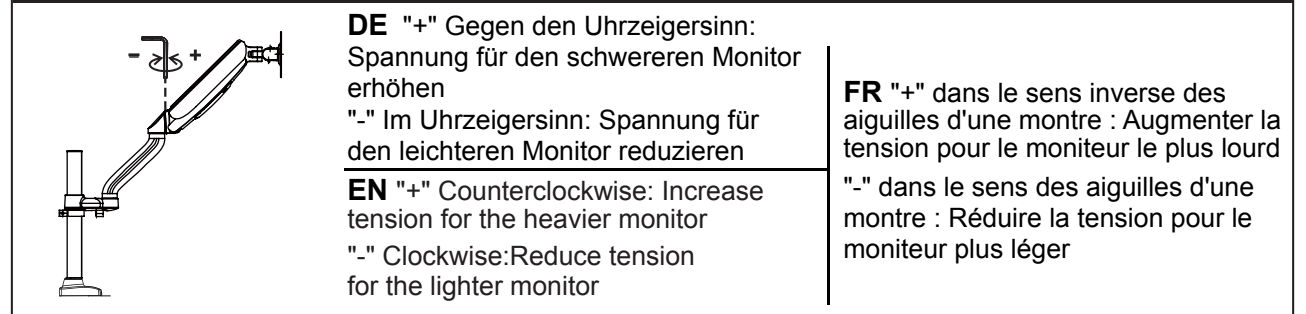 - +
DE "+" Gegen den Uhrzeigersinn:
Spannung für den schwereren Monitor
erhöhen
"-" Im Uhrzeigersinn: Spannung für
den leichteren Monitor reduzieren
EN "+" Counterclockwise: Increase
tension for the heavier monitor
"-" Clockwise:Reduce tension
for the lighter monitor
FR "+" dans le sens inverse des
aiguilles d'une montre : Augmenter la
tension pour le moniteur le plus lourd
"-" dans le sens des aiguilles d'une
montre : Réduire la tension pour le
moniteur plus léger